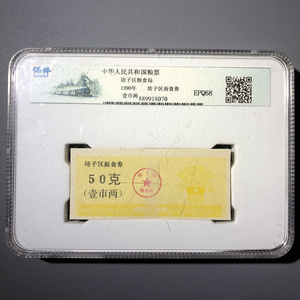 保粹
中华人民共和国粮票
坊子区粮食局
1990年 坊子区面食券
壹市两
889918070
EPQ68
坊子区面食券
50克
(壹市两)